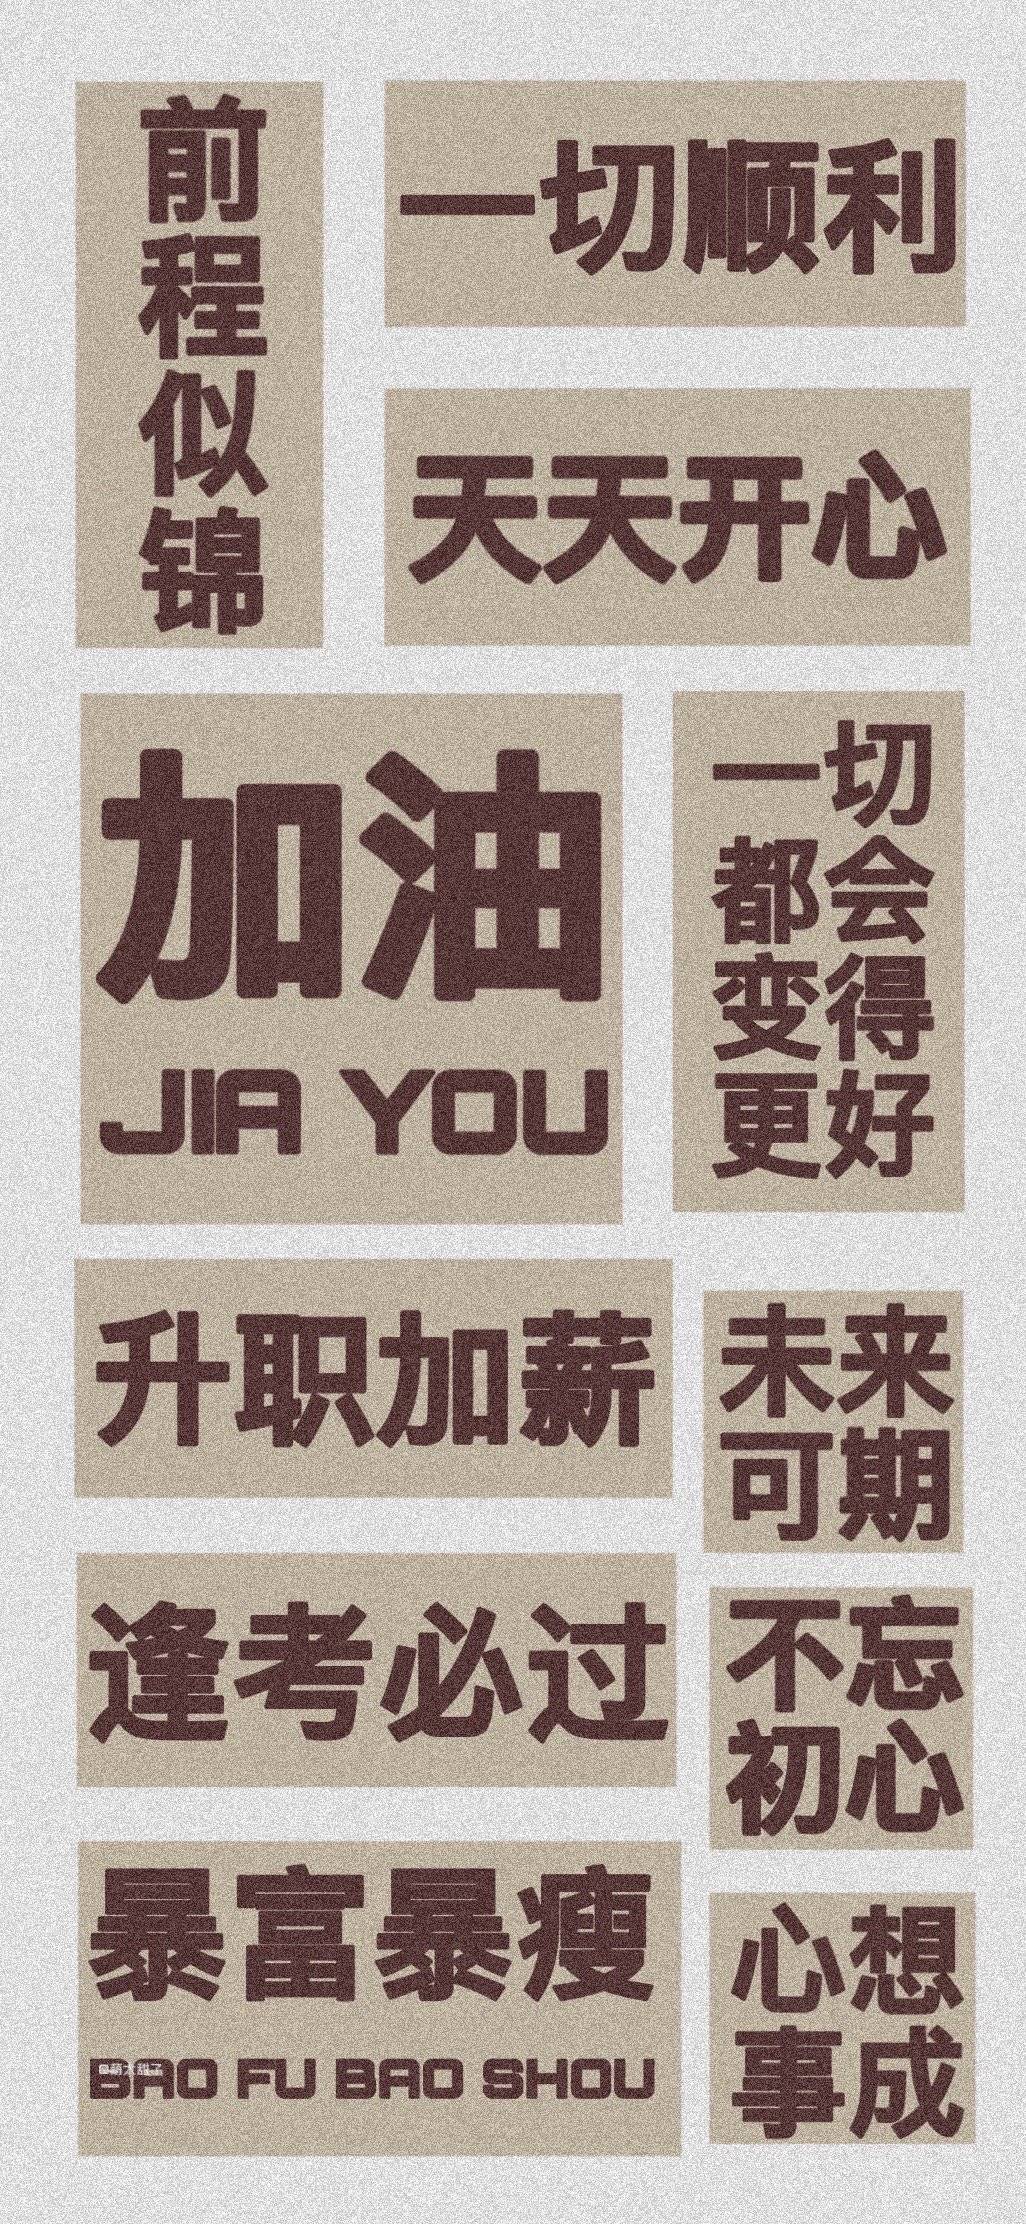 前程似锦
一切顺利
天天开心
加油
JIA YOU
一切
都会
变得
更好
升职加薪
未来
可期
逢考必过
不忘
初心
暴富暴瘦
BAO FU BAO SHOU
心想
事成